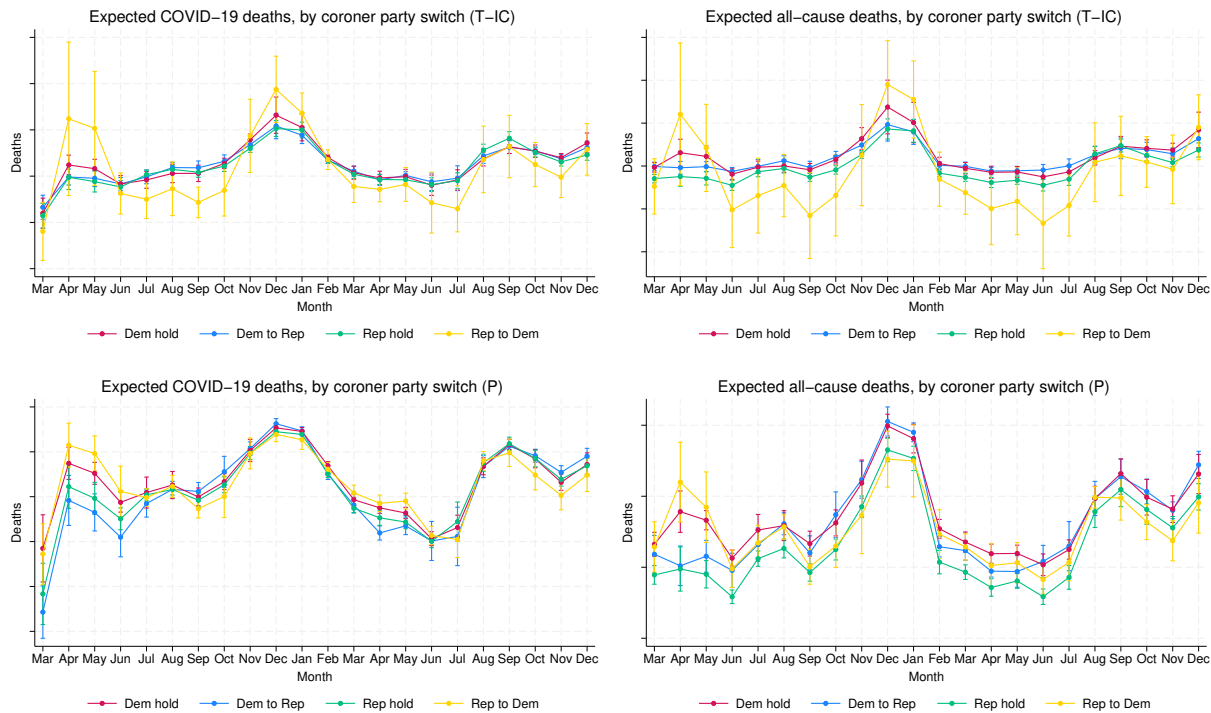 Expected COVID−19 deaths, by coroner party switch (T−IC)
Deaths
Mar Apr May Jun Jul Aug Sep Oct Nov Dec Jan Feb Mar Apr May Jun Jul Aug Sep Oct Nov Dec
Month
Dem hold Dem to Rep Rep hold Rep to Dem
Expected all−cause deaths, by coroner party switch (T−IC)
Deaths
Mar Apr May Jun Jul Aug Sep Oct Nov Dec Jan Feb Mar Apr May Jun Jul Aug Sep Oct Nov Dec
Month
Dem hold Dem to Rep Rep hold Rep to Dem
Expected COVID−19 deaths, by coroner party switch (P)
Deaths
Mar Apr May Jun Jul Aug Sep Oct Nov Dec Jan Feb Mar Apr May Jun Jul Aug Sep Oct Nov Dec
Month
Dem hold Dem to Rep Rep hold Rep to Dem
Expected all−cause deaths, by coroner party switch (P)
Deaths
Mar Apr May Jun Jul Aug Sep Oct Nov Dec Jan Feb Mar Apr May Jun Jul Aug Sep Oct Nov Dec
Month
Dem hold Dem to Rep Rep hold Rep to Dem